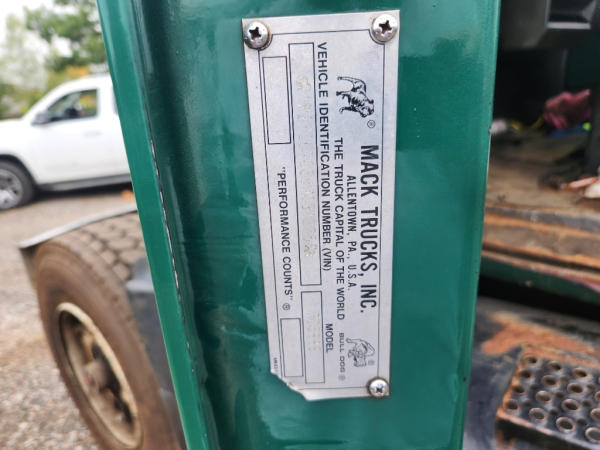 MACK TRUCKS, INC.
ALLENTOWN, PA., U.S.A.
THE TRUCK CAPITAL OF THE WORLD
BULL DOG ®
®
VEHICLE IDENTIFICATION NUMBER (VIN)
MODEL
"PERFORMANCE COUNTS" ®